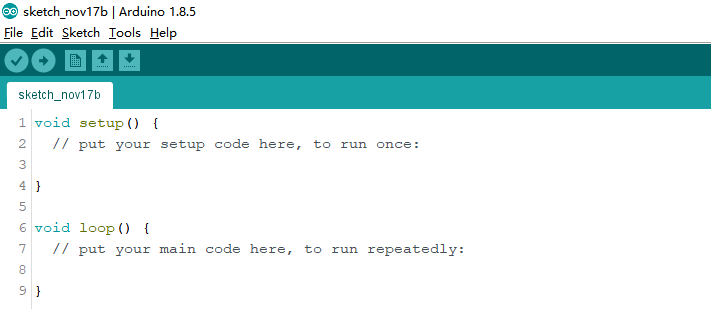 sketch_nov17b | Arduino 1.8.5
File Edit Sketch Tools Help
sketch_nov17b
1 void setup() {
2   // put your setup code here, to run once:
3
4 }
5
6 void loop() {
7   // put your main code here, to run repeatedly:
8
9 }